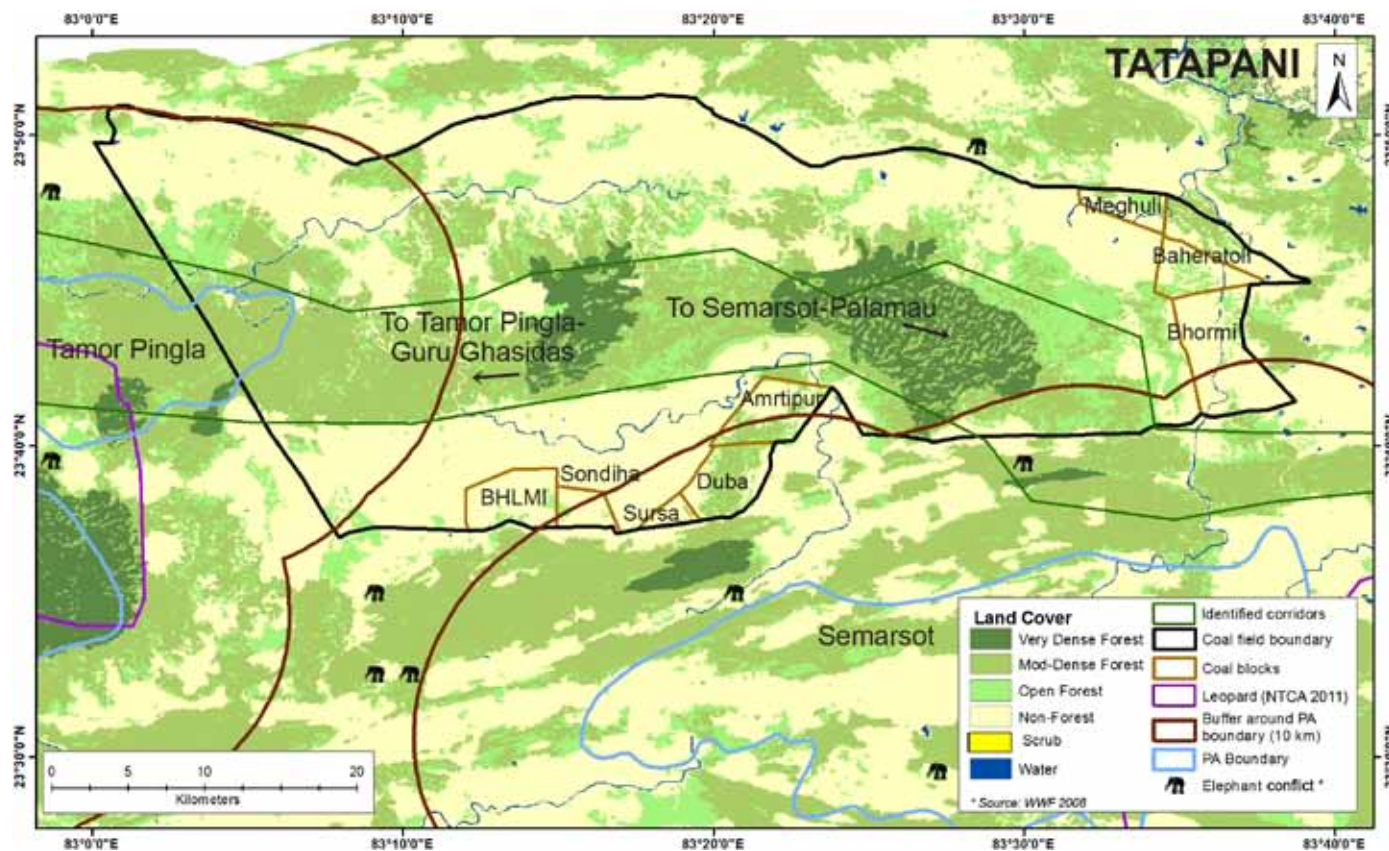 83°0'0"E
83°10'0"E
83°20'0"E
83°30'0"E
83°40'0"E
TATAPANI
N
23°50'0"N
Meghuli
Baheratoli
To Semarsot-Palamau
To Tamor Pingla-
Guru Ghasidas
Bhormi
Tamor Pingla
Amrtipur
23°40'0"N
Sondiha
Duba
BHLMI
Sursa
Semarsot
Land Cover
Very Dense Forest
Mod-Dense Forest
Open Forest
Non-Forest
Scrub
Water
* Source: WWF 2008
Identified corridors
Coal field boundary
Coal blocks
Leopard (NTCA 2011)
Buffer around PA
boundary (10 km)
PA Boundary
Elephant conflict *
23°30'0"N
0 5 10 20
Kilometers
83°0'0"E
83°10'0"E
83°20'0"E
83°30'0"E
83°40'0"E